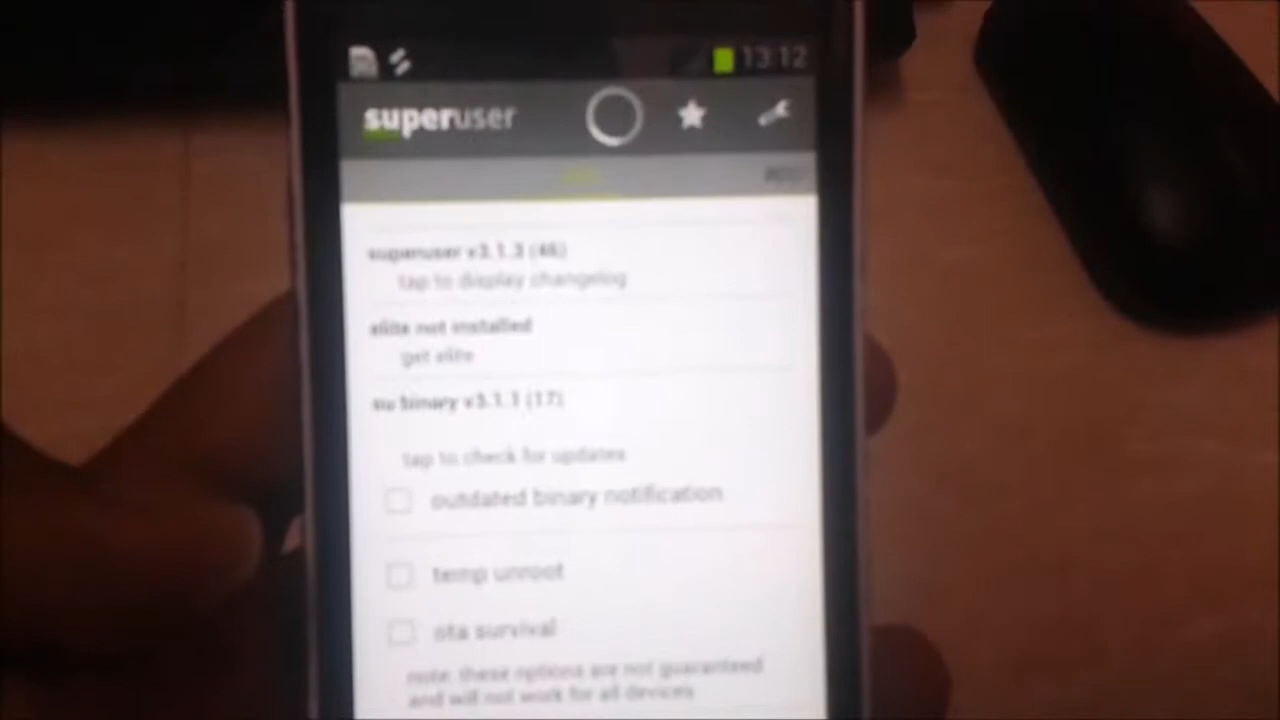 13:12
superuser
superuser v3.1.3 (46)
tap to display changelog
elite not installed
get elite
su binary v3.1.1 (17)
tap to check for updates
outdated binary notification
temp unroot
ota survival
note: these options are not guaranteed
and will not work for all devices